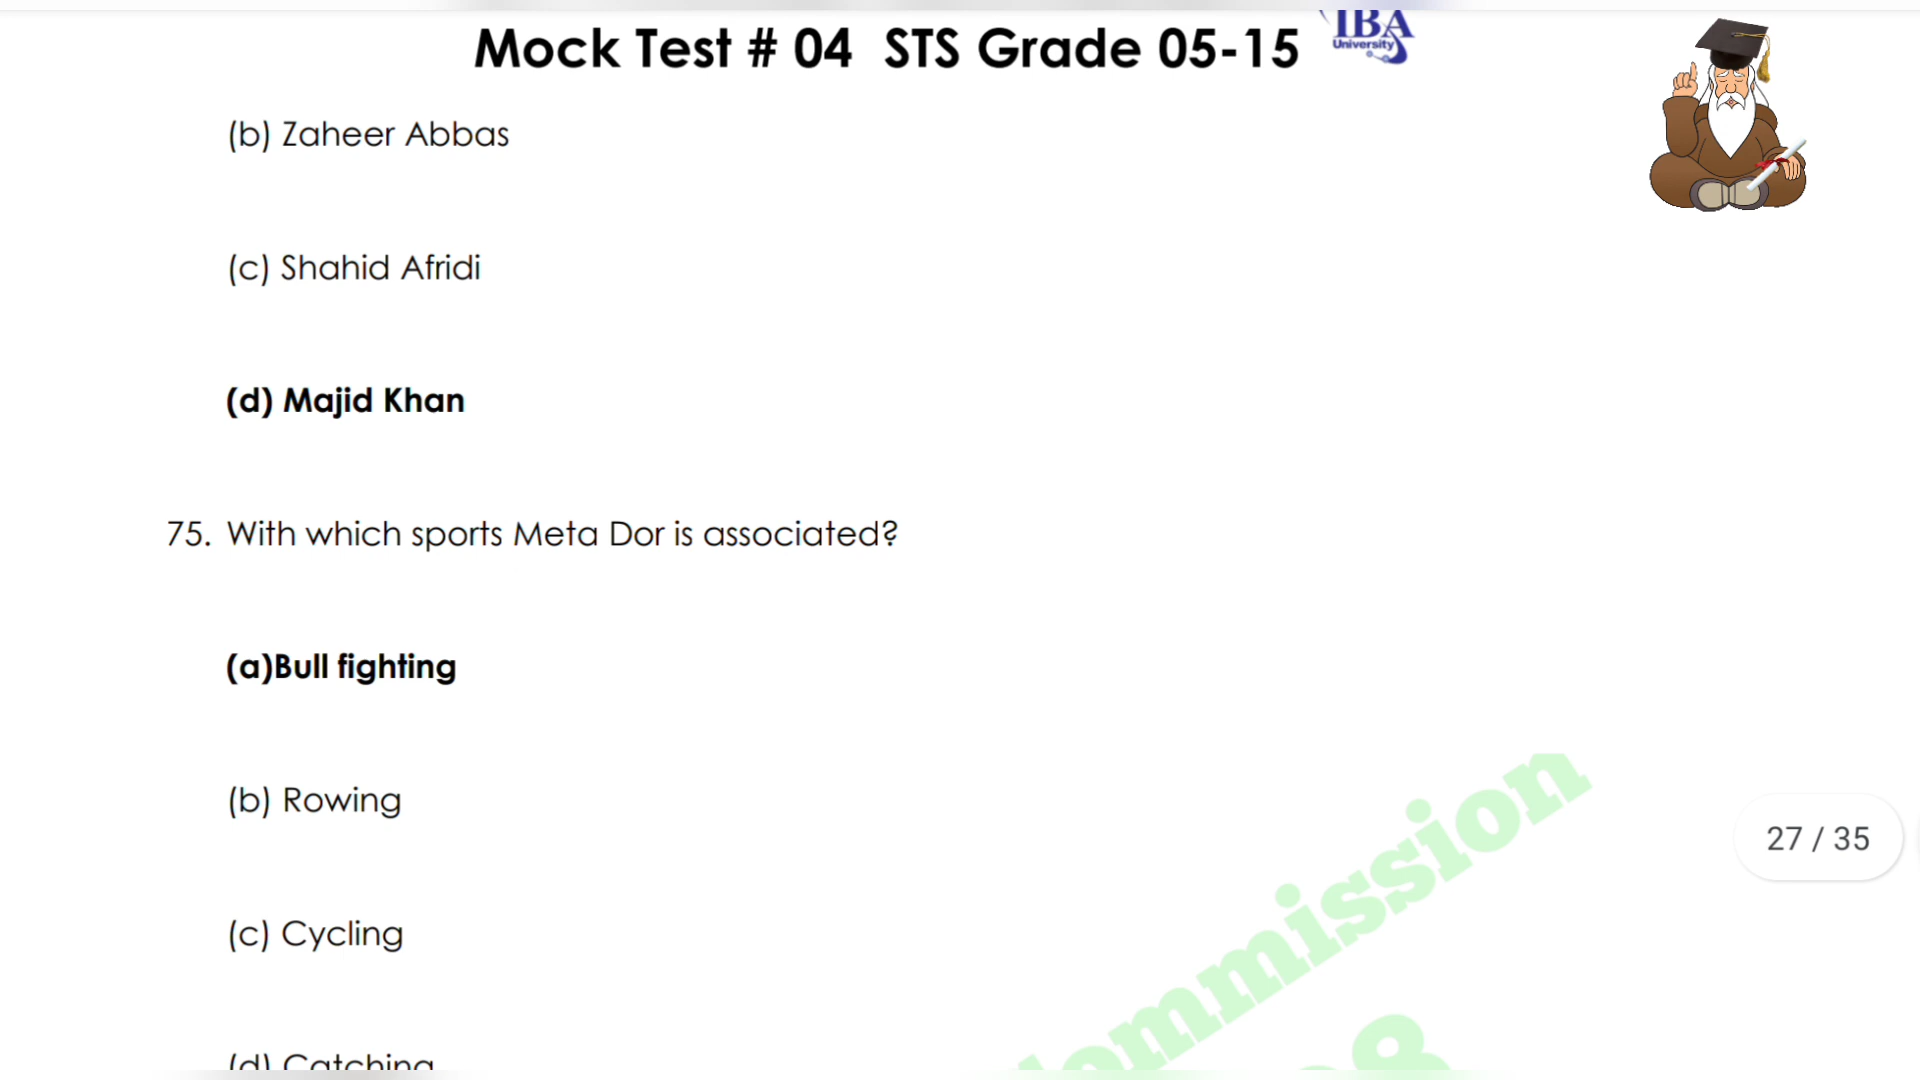 Mock Test # 04 STS Grade 05-15
IBA
University
(b) Zaheer Abbas
(c) Shahid Afridi
(d) Majid Khan
75. With which sports Meta Dor is associated?
(a)Bull fighting
(b) Rowing
(c) Cycling
(d) Catching
27 / 35